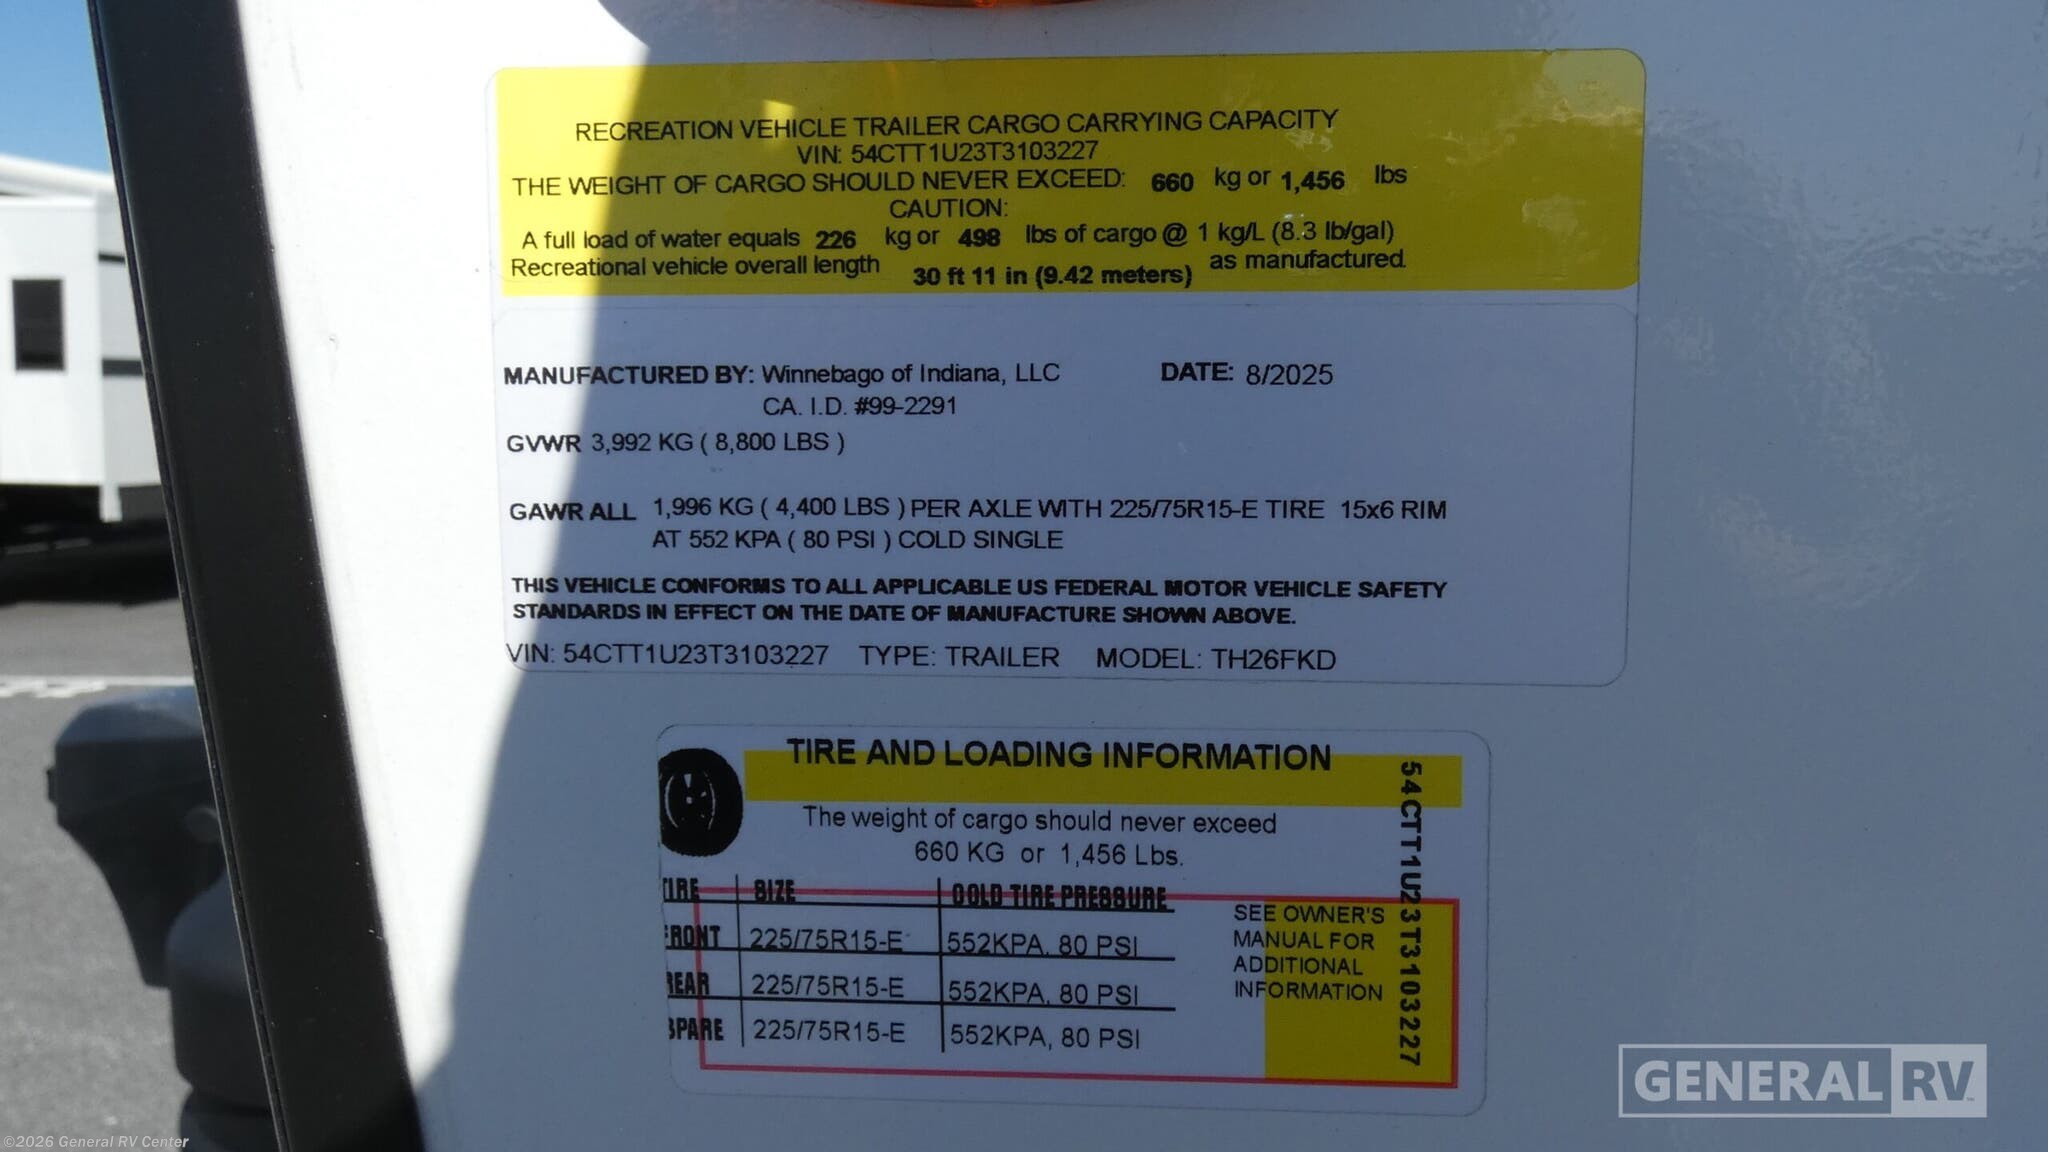 RECREATION VEHICLE TRAILER CARGO CARRYING CAPACITY
VIN: 54CTT1U23T3103227
THE WEIGHT OF CARGO SHOULD NEVER EXCEED: 660 kg or 1,456 lbs
CAUTION:
A full load of water equals 226 kg or 498 lbs of cargo @ 1 kg/L (8.3 lb/gal)
Recreational vehicle overall length 30 ft 11 in (9.42 meters) as manufactured.
MANUFACTURED BY: Winnebago of Indiana, LLC DATE: 8/2025
CA. I.D. #99-2291
GVWR 3,992 KG ( 8,800 LBS )
GAWR ALL 1,996 KG ( 4,400 LBS ) PER AXLE WITH 225/75R15-E TIRE 15x6 RIM
AT 552 KPA ( 80 PSI ) COLD SINGLE
THIS VEHICLE CONFORMS TO ALL APPLICABLE US FEDERAL MOTOR VEHICLE SAFETY
STANDARDS IN EFFECT ON THE DATE OF MANUFACTURE SHOWN ABOVE.
VIN: 54CTT1U23T3103227 TYPE: TRAILER MODEL: TH26FKD
TIRE AND LOADING INFORMATION
The weight of cargo should never exceed
660 KG or 1,456 Lbs.
TIRE SIZE COLD TIRE PRESSURE
FRONT 225/75R15-E 552KPA, 80 PSI
REAR 225/75R15-E 552KPA, 80 PSI
SPARE 225/75R15-E 552KPA, 80 PSI
SEE OWNER'S
MANUAL FOR
ADDITIONAL
INFORMATION
54CTT1U23T3103227
GENERAL RV
©2026 General RV Center